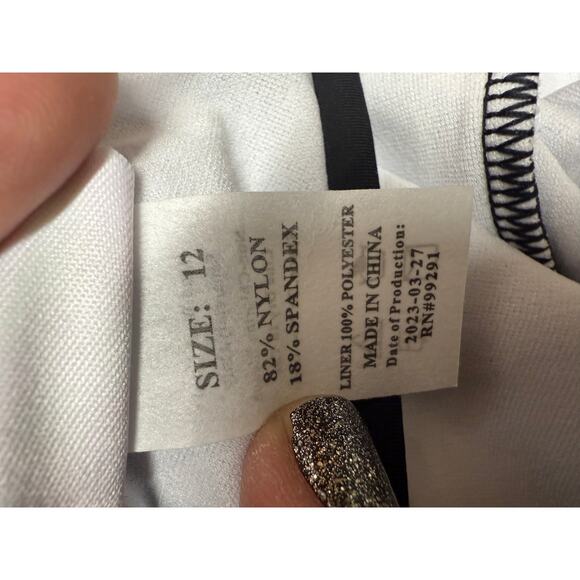 SIZE: 12
82% NYLON
18% SPANDEX
LINER 100% POLYESTER
MADE IN CHINA
Date of Production:
2023-03-27
RN#99291